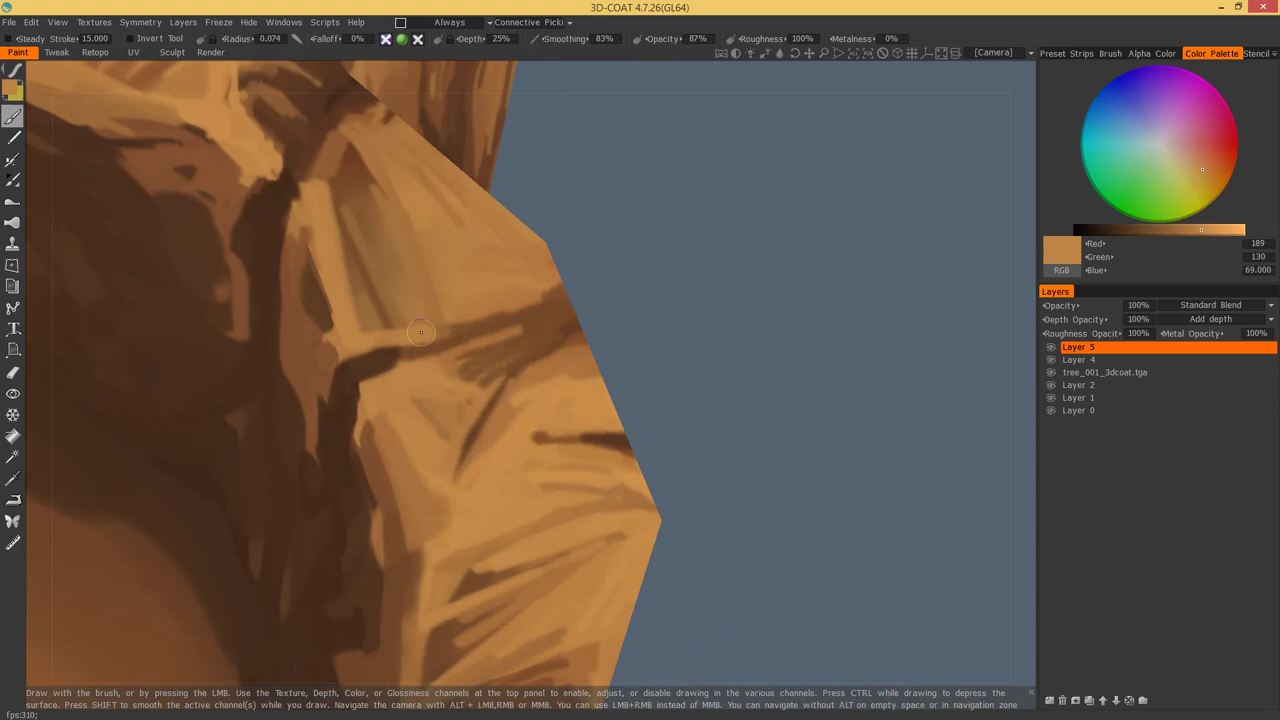 3D-COAT 4.7.26(GL64)
File Edit View Textures Symmetry Layers Freeze Hide Windows Scripts Help Always Connective Picki
Steady Stroke 15.000 Invert Tool Radius 0.074 Falloff 0% Depth 25% Smoothing 83% Opacity 87% Roughness 100% Metalness 0%
Paint Tweak Retopo UV Sculpt Render [Camera] Preset Strips Brush Alpha Color Color Palette Stencil
Red 189
Green 130
RGB Blue 69.000
Layers
Opacity 100% Standard Blend
Depth Opacity 100% Add depth
Roughness Opacit 100% Metal Opacity 100%
Layer 5
Layer 4
tree_001_3dcoat.tga
Layer 2
Layer 1
Layer 0
Draw with the brush, or by pressing the LMB. Use the Texture, Depth, Color, or Glossiness channels at the top panel to enable, adjust, or disable drawing in the various channels. Press CTRL while drawing to depress the
surface. Press SHIFT to smooth the active channel(s) while you draw. Navigate the camera with ALT + LMB,RMB or MMB. You can use LMB+RMB instead of MMB. You can navigate without ALT on empty space or in navigation zone
fps:310;